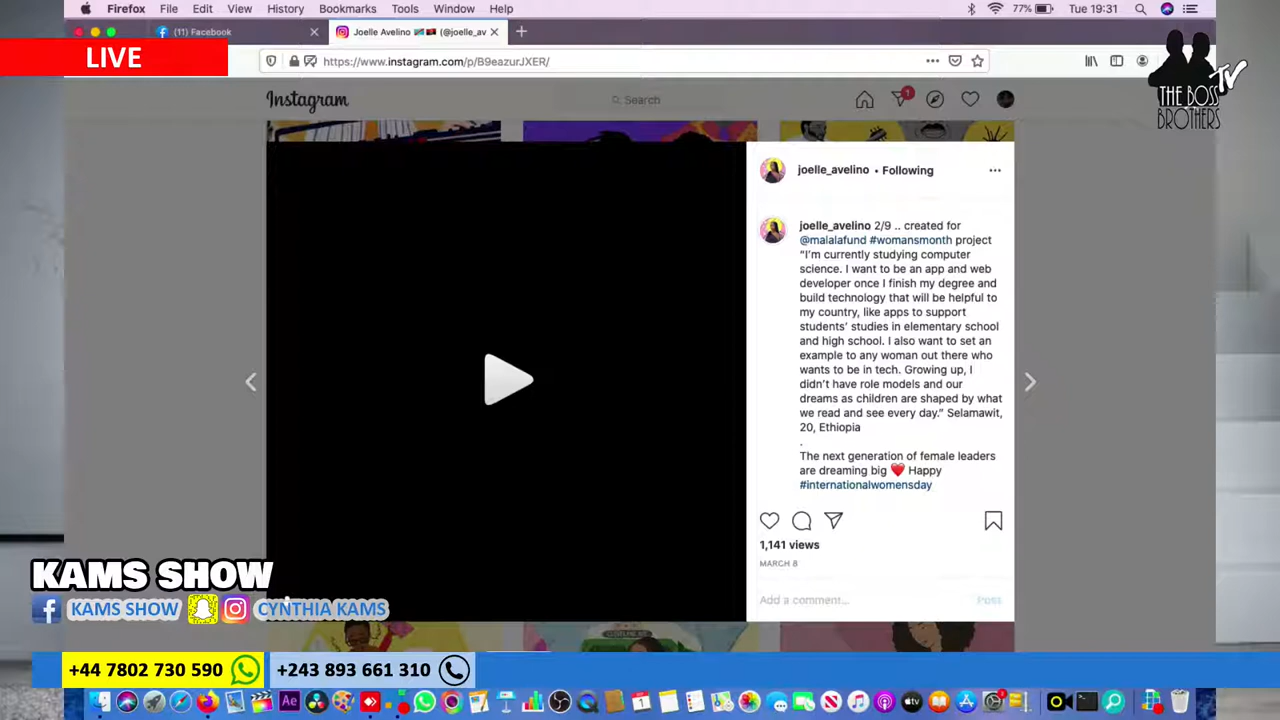 Firefox File Edit View History Bookmarks Tools Window Help
77% Tue 19:31
(11) Facebook
Joelle Avelino (@joelle_av
LIVE
https://www.instagram.com/p/B9eazurJXER/
THE BOSS
BROTHERS
TV
Instagram
Search
1
joelle_avelino • Following
joelle_avelino 2/9 .. created for
@malalafund #womansmonth project
“I’m currently studying computer
science. I want to be an app and web
developer once I finish my degree and
build technology that will be helpful to
my country, like apps to support
students’ studies in elementary school
and high school. I also want to set an
example to any woman out there who
wants to be in tech. Growing up, I
didn’t have role models and our
dreams as children are shaped by what
we read and see every day.” Selamawit,
20, Ethiopia
.
The next generation of female leaders
are dreaming big ❤️ Happy
#internationalwomensday
1,141 views
MARCH 8
Add a comment...
Post
KAMS SHOW
KAMS SHOW
CYNTHIA KAMS
+44 7802 730 590
+243 893 661 310
Ae
tv